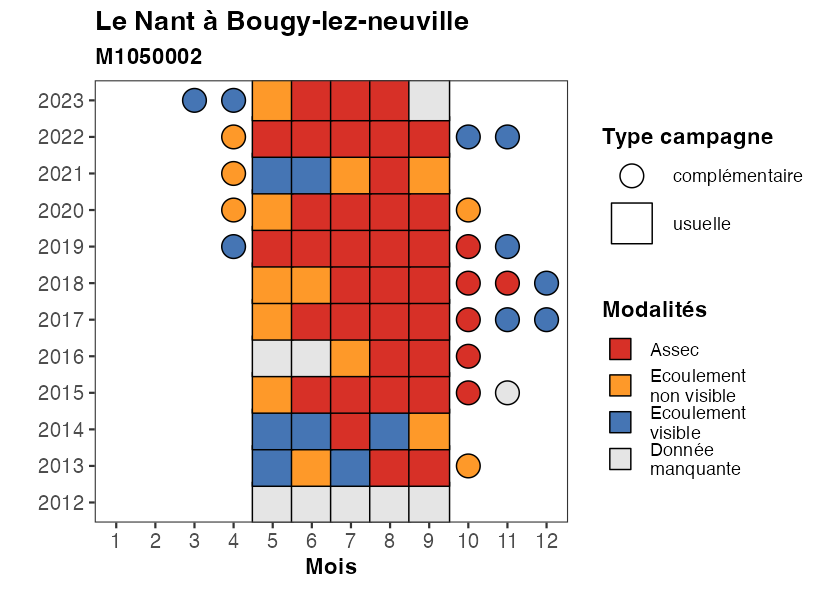 Le Nant à Bougy-lez-neuville
M1050002
2023
2022
2021
2020
2019
2018
2017
2016
2015
2014
2013
2012
1 2 3 4 5 6 7 8 9 10 11 12
Mois
Type campagne
complémentaire
usuelle
Modalités
Assec
Ecoulement
non visible
Ecoulement
visible
Donnée
manquante